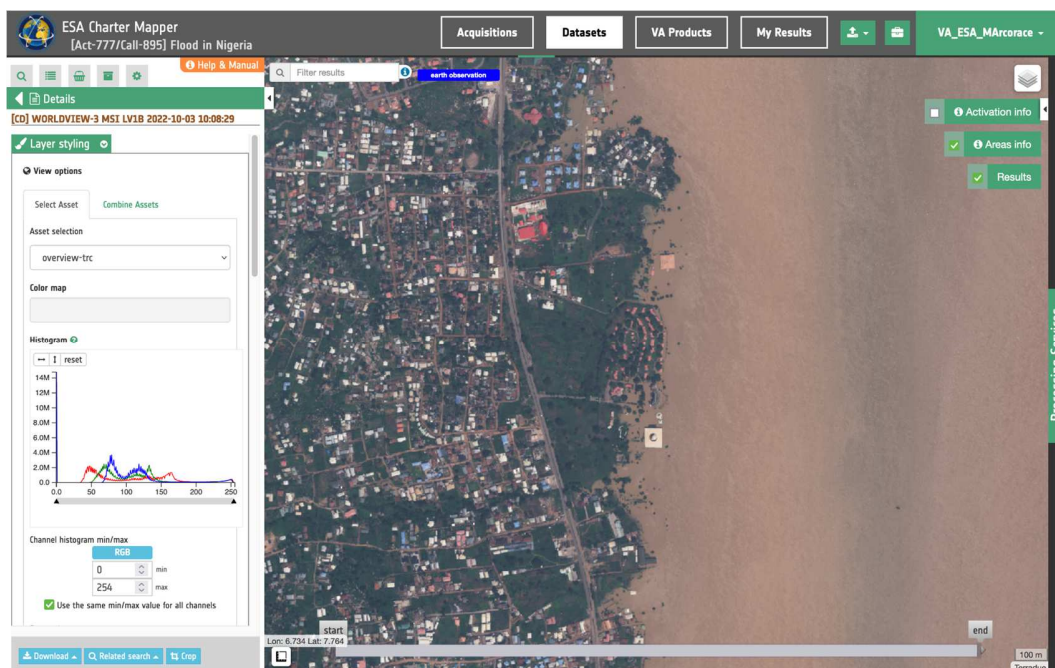 ESA Charter Mapper
[Act-777/Call-895] Flood in Nigeria
Acquisitions
Datasets
VA Products
My Results
VA_ESA_MArcorace
Help & Manual
Filter results
earth observation
Details
[CD] WORLDVIEW-3 MSI LV1B 2022-10-03 10:08:29
Layer styling
View options
Select Asset
Combine Assets
Asset selection
overview-trc
Color map
Histogram
reset
14M
12M
10M
8.0M
6.0M
4.0M
2.0M
0.0
0.0 50 100 150 200 250
Channel histogram min/max
RGB
0 min
254 max
Use the same min/max value for all channels
Download
Related search
Crop
Activation info
Areas info
Results
start
end
Lon: 6.734 Lat: 7.764
100 m